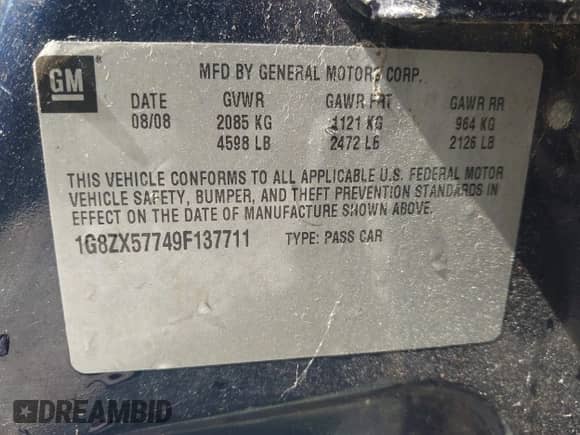 GM ®
MFD BY GENERAL MOTORS CORP.
DATE GVWR GAWR FRT GAWR RR
08/08 2085 KG 1121 KG 964 KG
4598 LB 2472 LB 2126 LB
THIS VEHICLE CONFORMS TO ALL APPLICABLE U.S. FEDERAL MOTOR
VEHICLE SAFETY, BUMPER, AND THEFT PREVENTION STANDARDS IN
EFFECT ON THE DATE OF MANUFACTURE SHOWN ABOVE.
1G8ZX57749F137711 TYPE: PASS CAR
DREAMBID